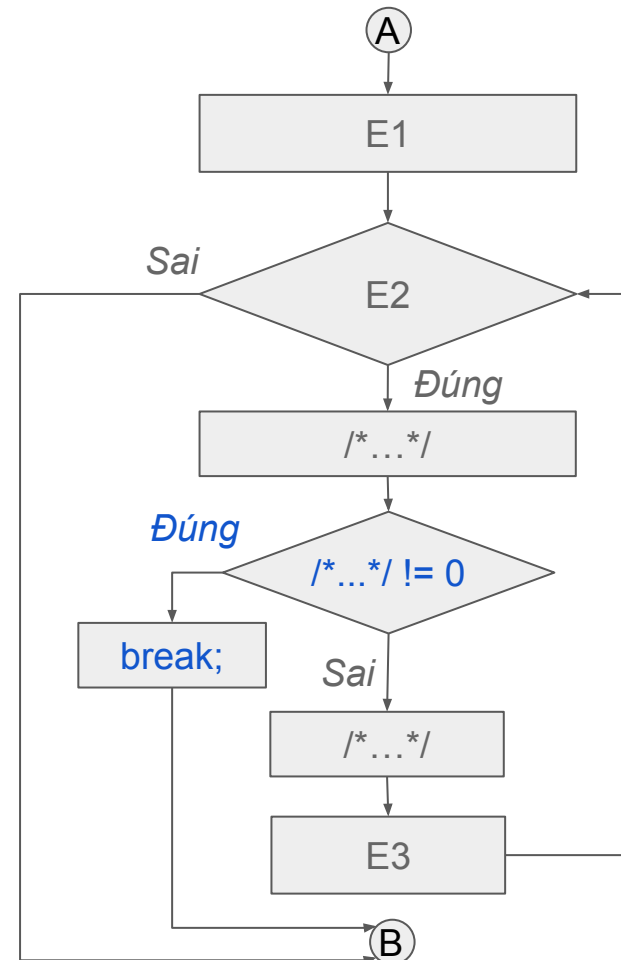 A
E1
Sai
E2
Đúng
/*…*/
Đúng
/*...*/ != 0
break;
Sai
/*…*/
E3
B